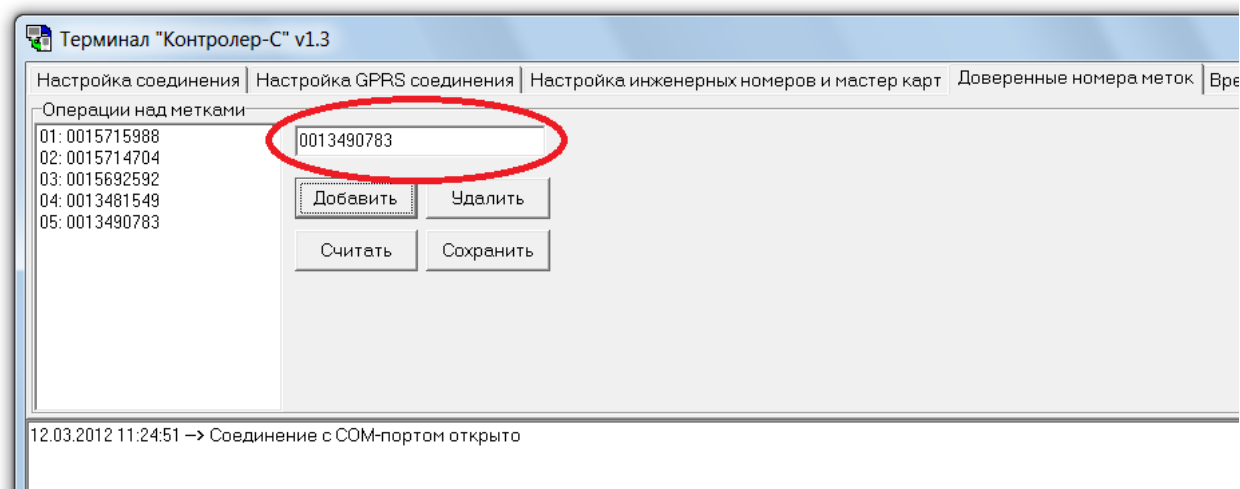 Терминал "Контролер-С" v1.3
Настройка соединения Настройка GPRS соединения Настройка инженерных номеров и мастер карт Доверенные номера меток Вре
Операции над метками
01: 0015715988
02: 0015714704
03: 0015692592
04: 0013481549
05: 0013490783
0013490783
Добавить Удалить
Считать Сохранить
12.03.2012 11:24:51 --> Соединение с COM-портом открыто